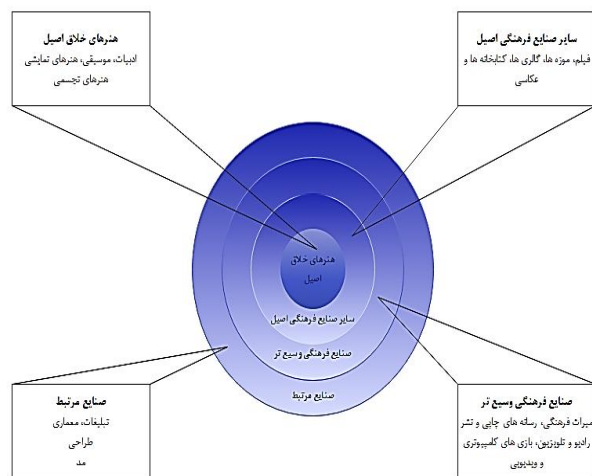 هنرهای خلاق اصیل
ادبیات، موسیقی، هنرهای نمایشی
هنرهای تجسمی
سایر صنایع فرهنگی اصیل
فیلم، موزه ها، گالری ها، کتابخانه ها و
عکاسی
هنرهای خلاق
اصیل
سایر صنایع فرهنگی اصیل
صنایع فرهنگی وسیع تر
صنایع مرتبط
صنایع مرتبط
تبلیغات، معماری
طراحی
مد
صنایع فرهنگی وسیع تر
میراث فرهنگی، رسانه های چاپی و نشر
رادیو و تلویزیون، بازی های کامپیوتری
و ویدیویی